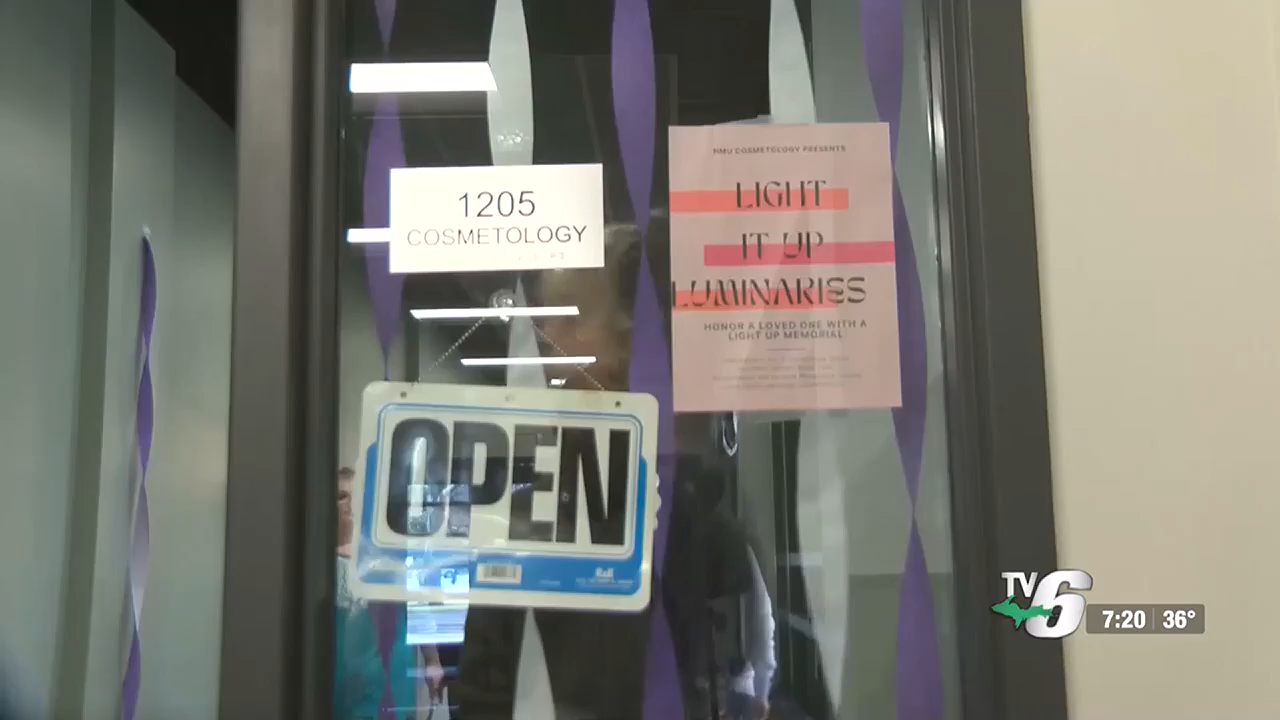 NMU COSMETOLOGY PRESENTS
LIGHT
IT UP
LUMINARIES
HONOR A LOVED ONE WITH A
LIGHT UP MEMORIAL
1205
COSMETOLOGY
OPEN
TV6
7:20 36°